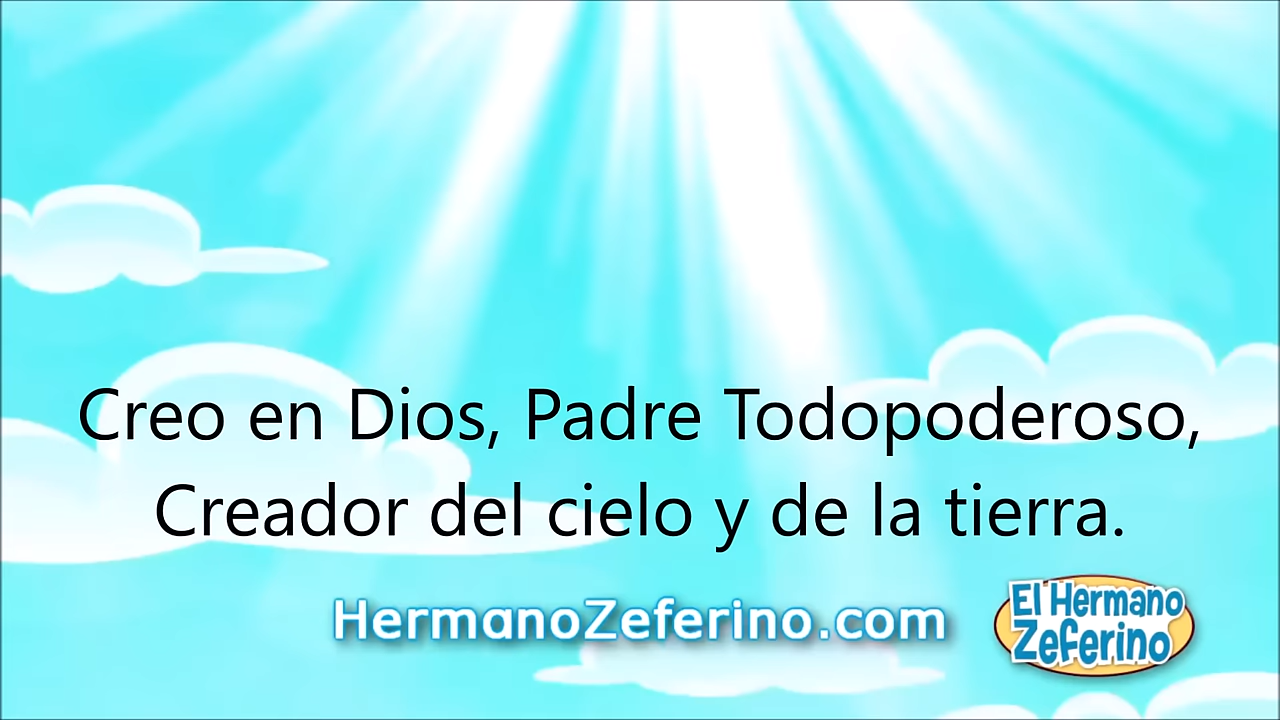 Creo en Dios, Padre Todopoderoso,
Creador del cielo y de la tierra.
HermanoZeferino.com
El Hermano
Zeferino